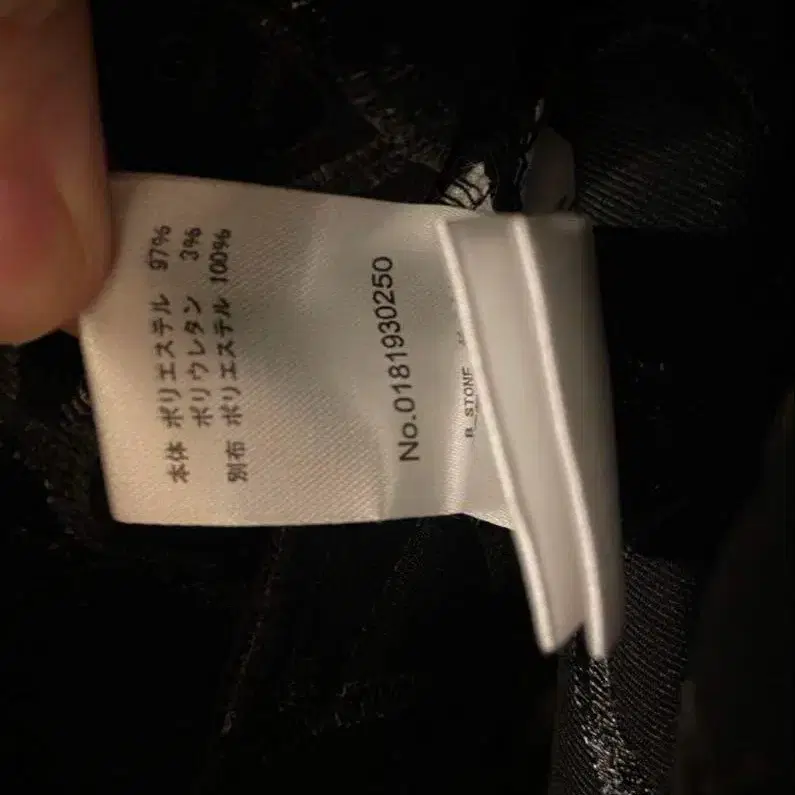 本体 ポリエステル 97%
ポリウレタン 3%
別布 ポリエステル 100%
No.0181930250